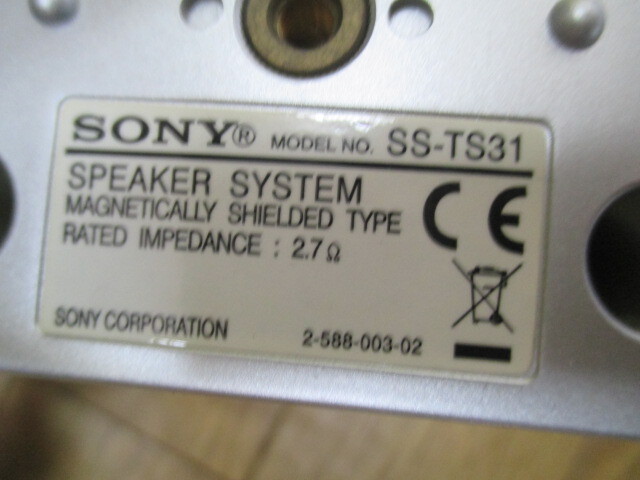 SONY® MODEL NO. SS-TS31
SPEAKER SYSTEM
MAGNETICALLY SHIELDED TYPE
RATED IMPEDANCE : 2.7Ω
CE
SONY CORPORATION 2-588-003-02